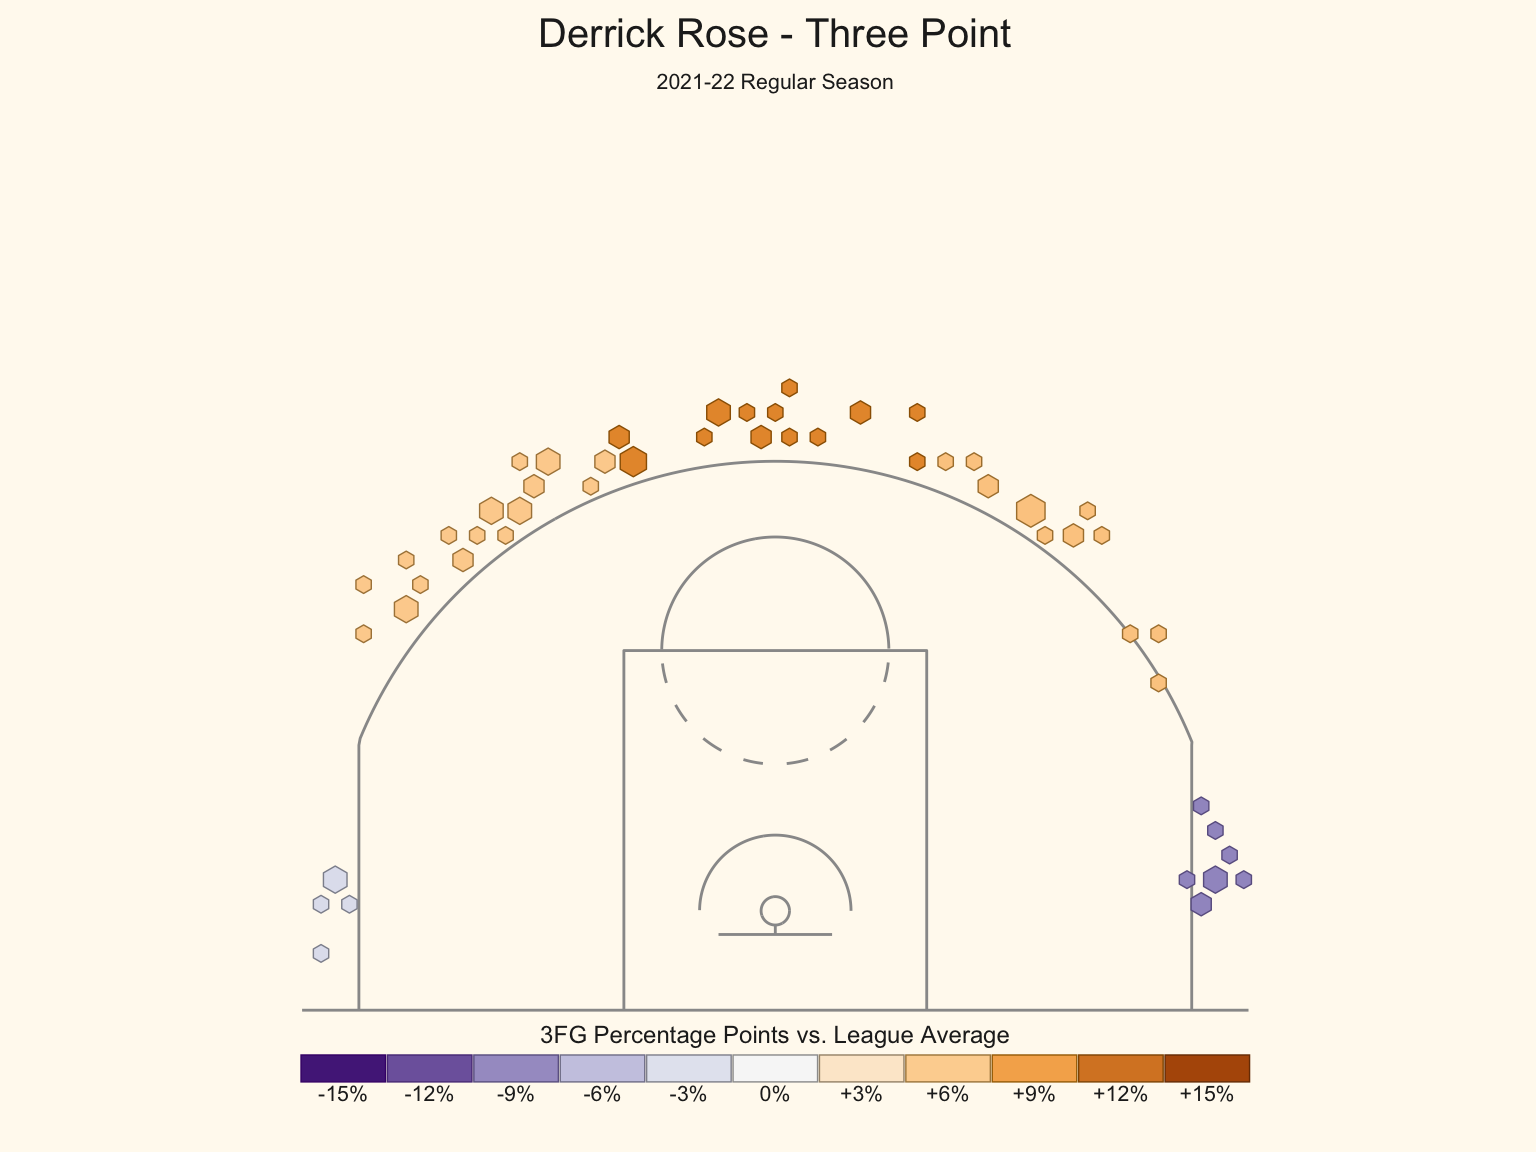 Derrick Rose - Three Point
2021-22 Regular Season
3FG Percentage Points vs. League Average
-15% -12% -9% -6% -3% 0% +3% +6% +9% +12% +15%